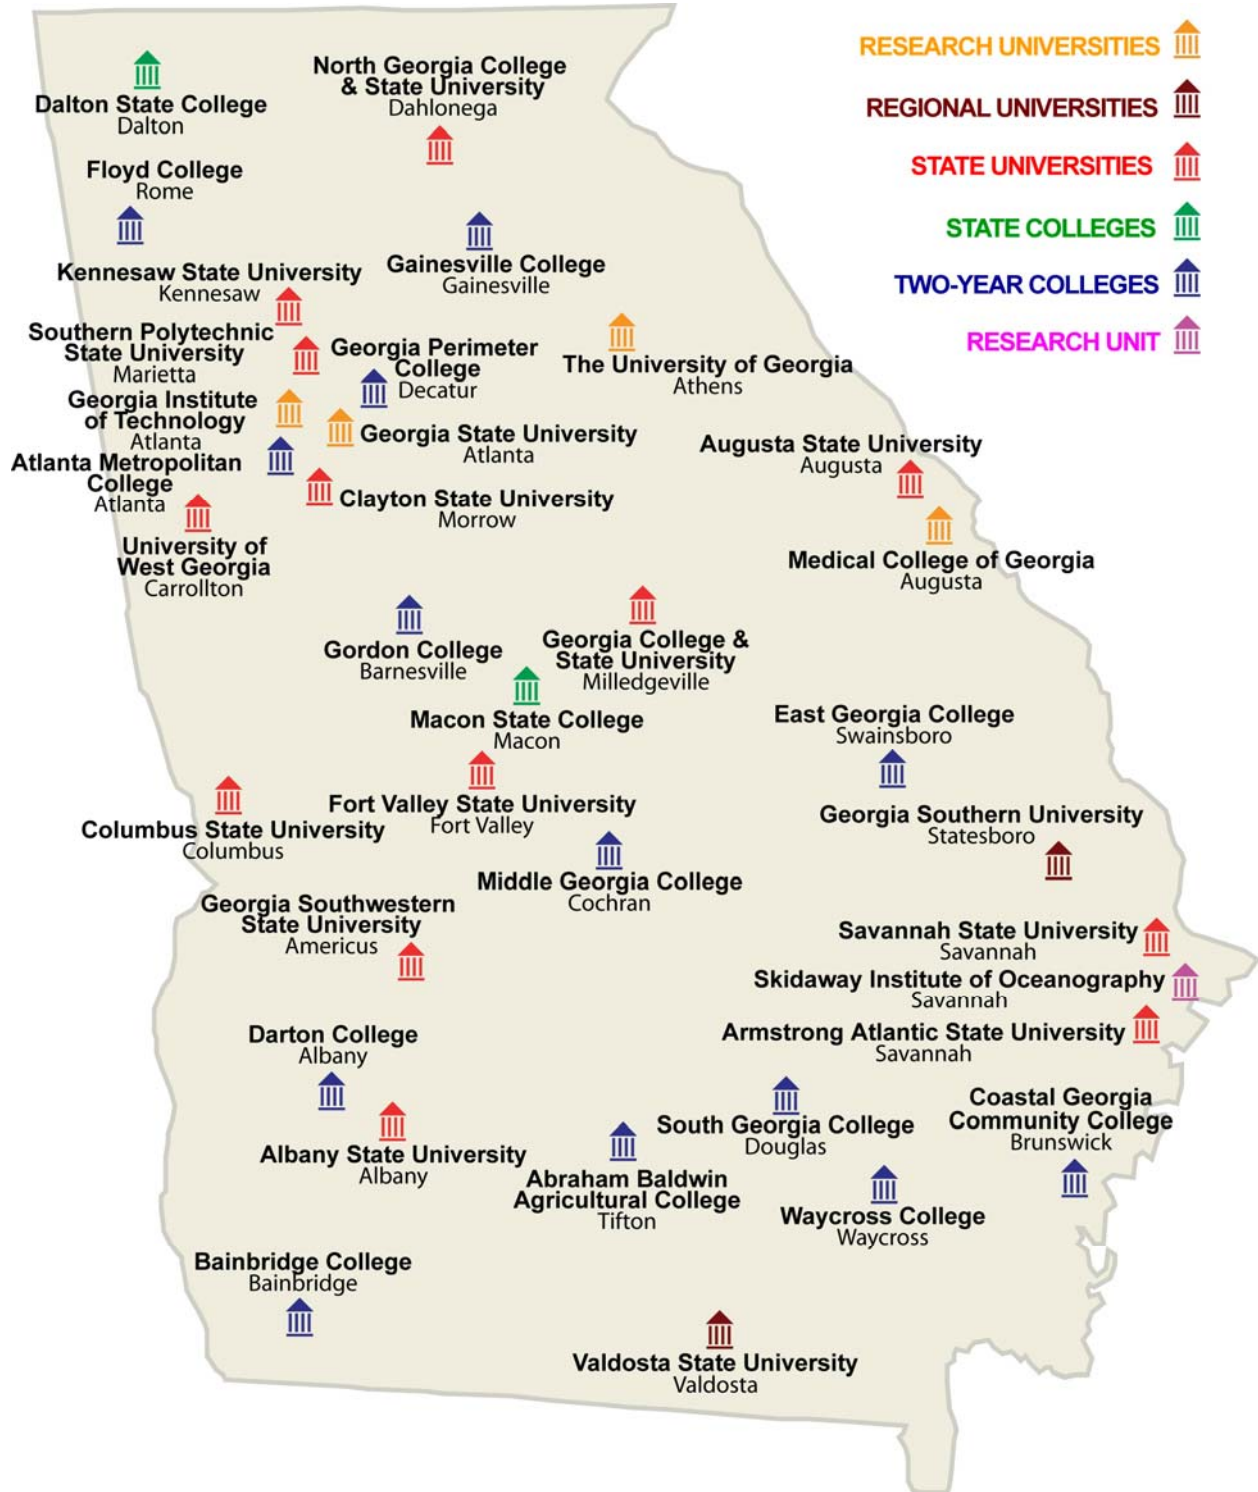 RESEARCH UNIVERSITIES
REGIONAL UNIVERSITIES
STATE UNIVERSITIES
STATE COLLEGES
TWO-YEAR COLLEGES
RESEARCH UNIT
Dalton State College
Dalton
North Georgia College
& State University
Dahlonega
Floyd College
Rome
Gainesville College
Gainesville
Kennesaw State University
Kennesaw
Southern Polytechnic
State University
Marietta
Georgia Perimeter
College
Decatur
The University of Georgia
Athens
Georgia Institute
of Technology
Atlanta
Georgia State University
Atlanta
Atlanta Metropolitan
College
Atlanta
Clayton State University
Morrow
Augusta State University
Augusta
Medical College of Georgia
Augusta
University of
West Georgia
Carrollton
Gordon College
Barnesville
Georgia College &
State University
Milledgeville
Macon State College
Macon
East Georgia College
Swainsboro
Fort Valley State University
Fort Valley
Columbus State University
Columbus
Georgia Southern University
Statesboro
Middle Georgia College
Cochran
Georgia Southwestern
State University
Americus
Savannah State University
Savannah
Skidaway Institute of Oceanography
Savannah
Armstrong Atlantic State University
Savannah
Darton College
Albany
Albany State University
Albany
South Georgia College
Douglas
Coastal Georgia
Community College
Brunswick
Abraham Baldwin
Agricultural College
Tifton
Waycross College
Waycross
Bainbridge College
Bainbridge
Valdosta State University
Valdosta